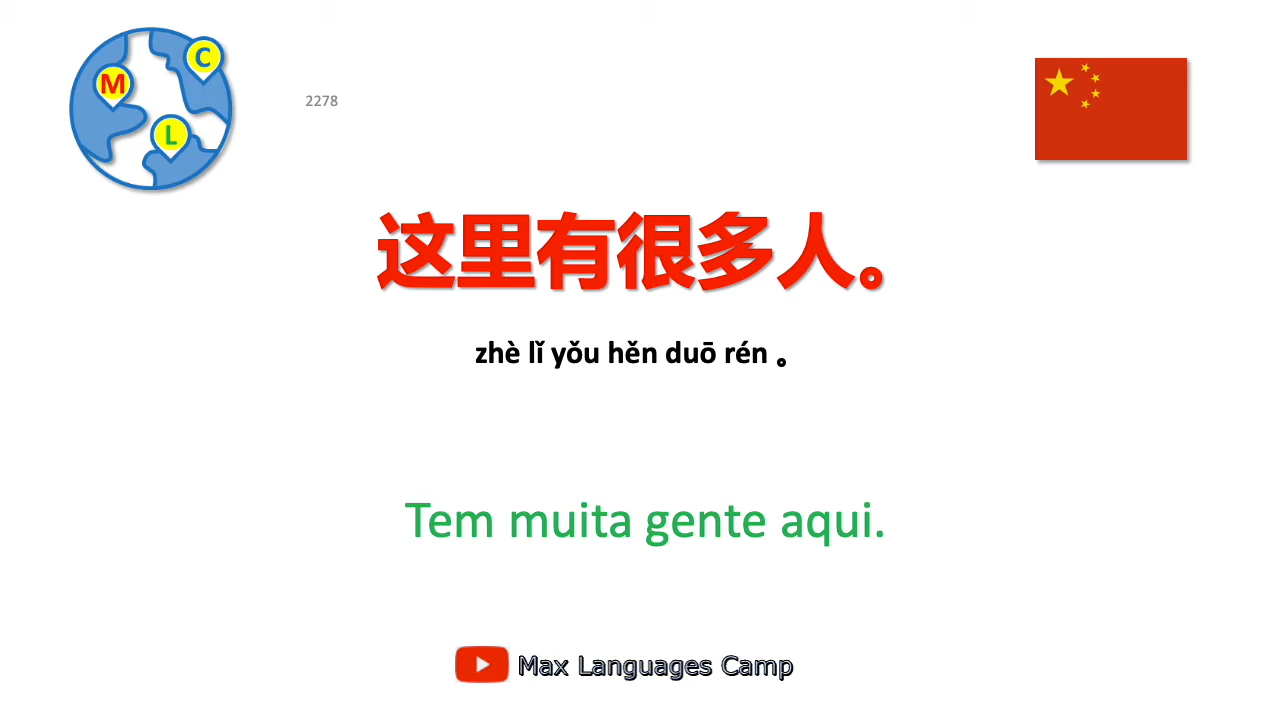 C
M
L
2278
这里有很多人。
zhè lǐ yǒu hěn duō rén 。
Tem muita gente aqui.
Max Languages Camp